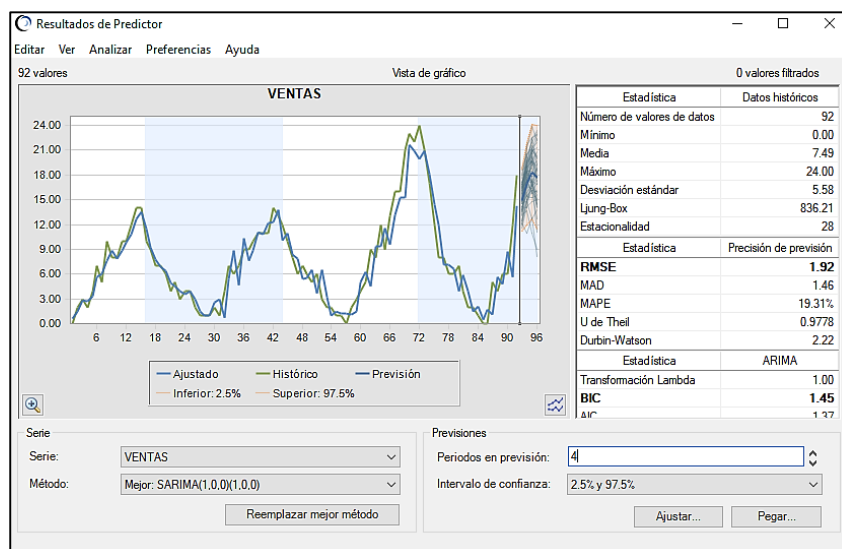 Resultados de Predictor
Editar Ver Analizar Preferencias Ayuda
92 valores Vista de gráfico 0 valores filtrados
VENTAS
24.00
21.00
18.00
15.00
12.00
9.00
6.00
3.00
0.00
6 12 18 24 30 36 42 48 54 60 66 72 78 84 90 96
Ajustado Histórico Previsión
Inferior: 2.5% Superior: 97.5%
Estadística Datos históricos
Número de valores de datos 92
Mínimo 0.00
Media 7.49
Máximo 24.00
Desviación estándar 5.58
Ljung-Box 836.21
Estacionalidad 28
Estadística Precisión de previsión
RMSE 1.92
MAD 1.46
MAPE 19.31%
U de Theil 0.9778
Durbin-Watson 2.22
Estadística ARIMA
Transformación Lambda 1.00
BIC 1.45
AIC 1.37
Serie
Serie: VENTAS
Método: Mejor: SARIMA(1,0,0)(1,0,0)
Reemplazar mejor método
Previsiones
Periodos en previsión: 4
Intervalo de confianza: 2.5% y 97.5%
Ajustar... Pegar...